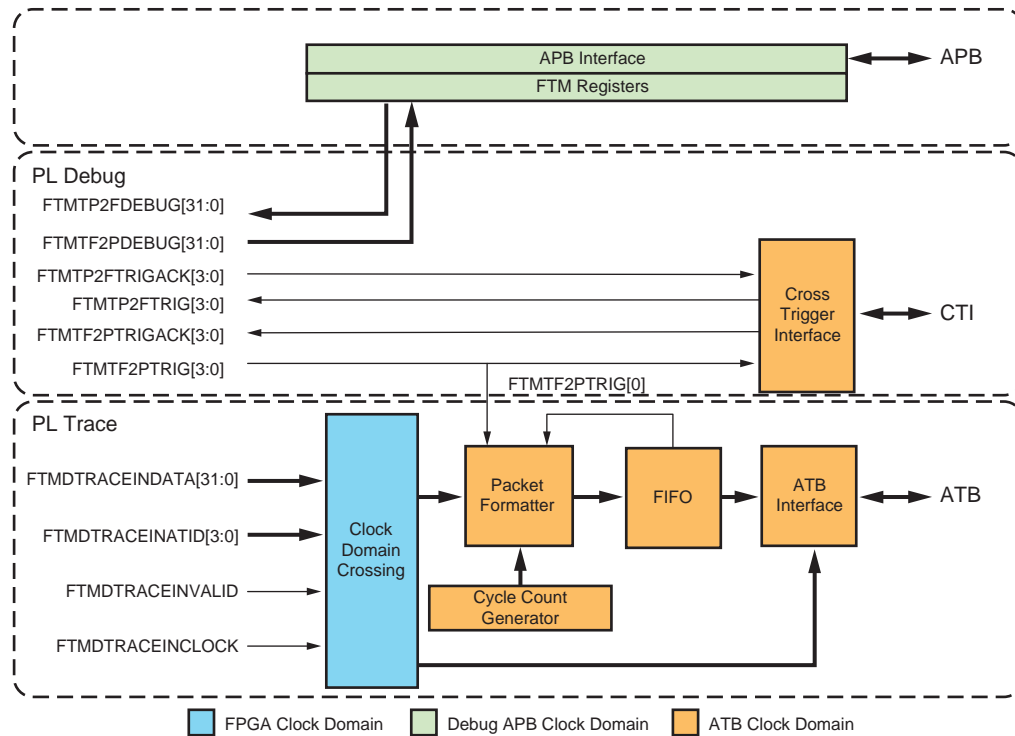 APB Interface
APB
FTM Registers
PL Debug
FTMTP2FDEBUG[31:0]
FTMTF2PDEBUG[31:0]
FTMTP2FTRIGACK[3:0]
FTMTP2FTRIG[3:0]
FTMTF2PTRIGACK[3:0]
FTMTF2PTRIG[3:0]
Cross
Trigger
Interface
CTI
FTMTF2PTRIG[0]
PL Trace
FTMDTRACEINDATA[31:0]
FTMDTRACEINATID[3:0]
FTMDTRACEINVALID
FTMDTRACEINCLOCK
Clock
Domain
Crossing
Packet
Formatter
FIFO
ATB
Interface
ATB
Cycle Count
Generator
FPGA Clock Domain
Debug APB Clock Domain
ATB Clock Domain